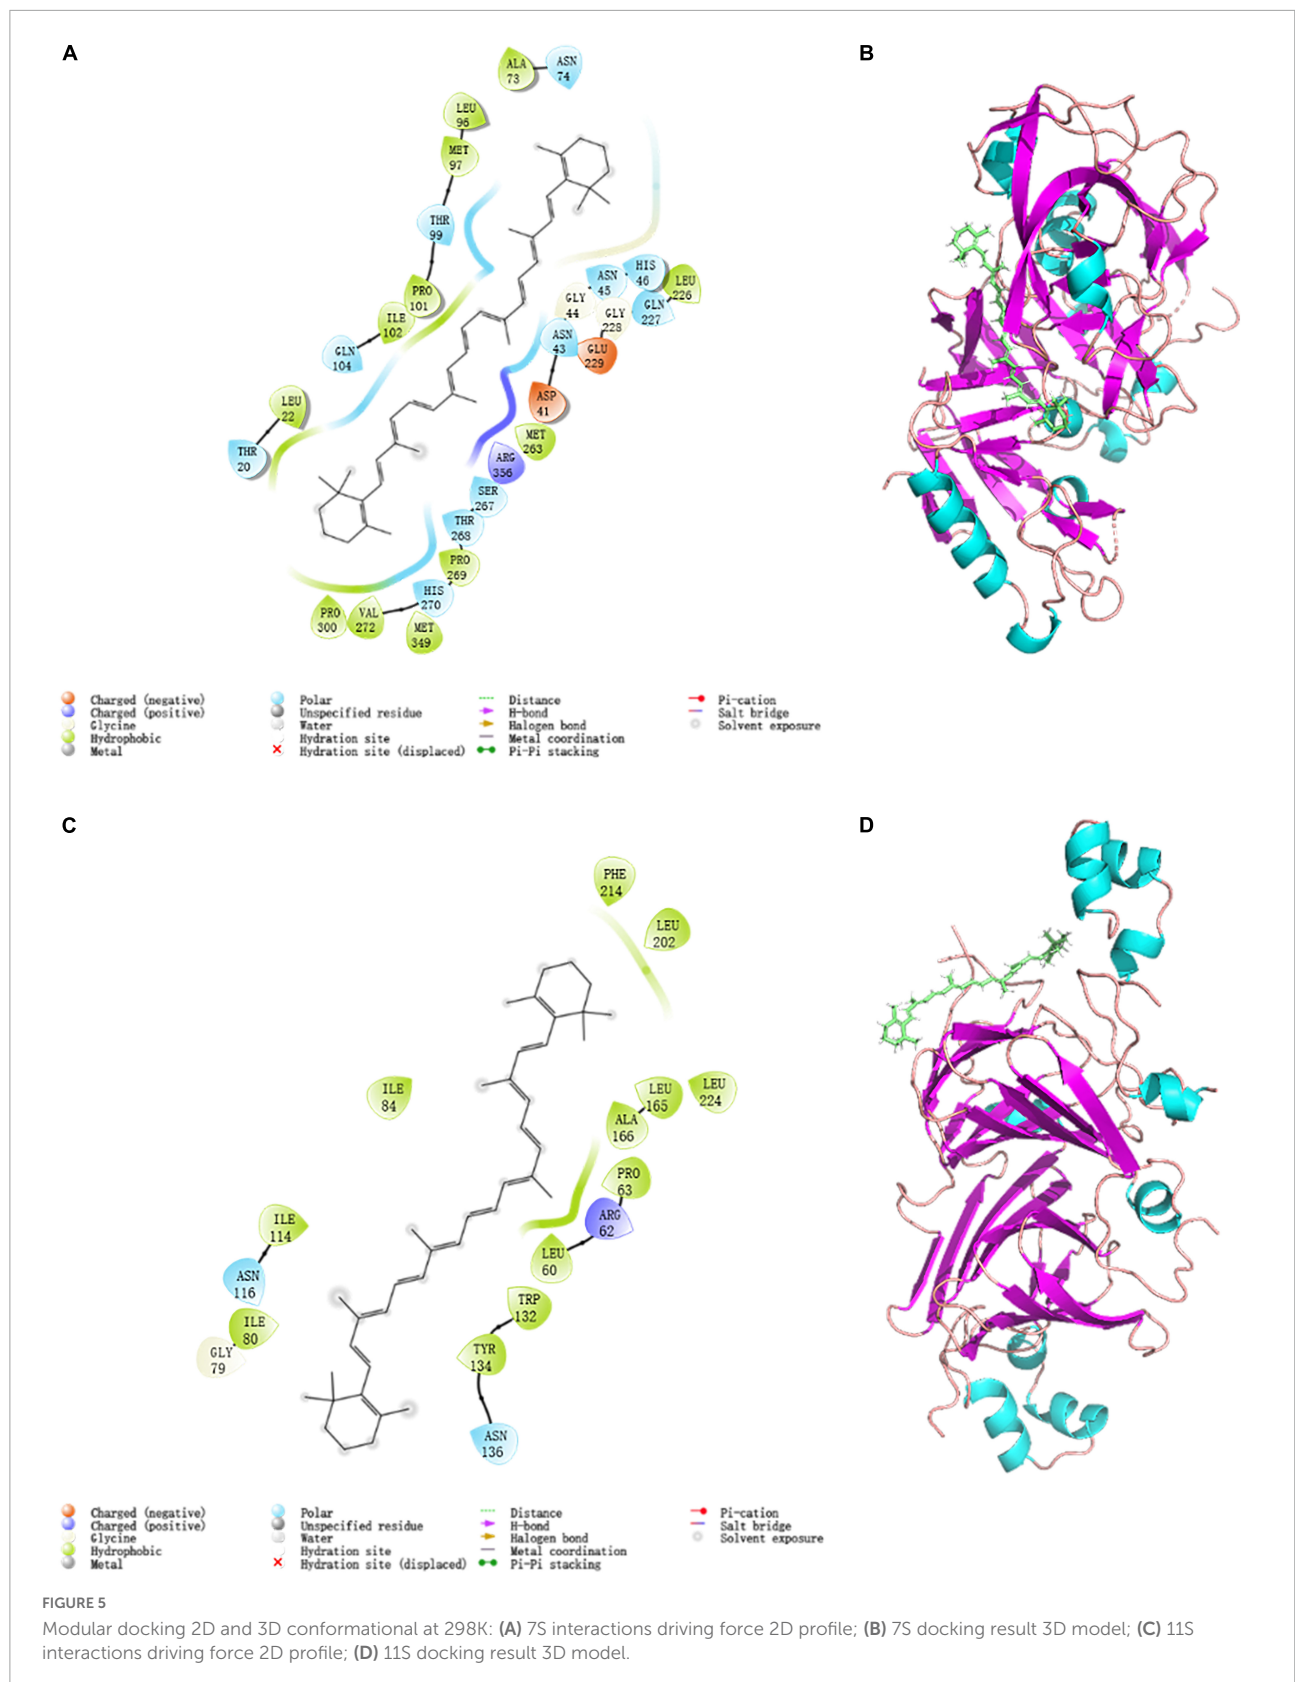 A
B
ALA
73
ASN
74
LEU
96
MET
97
THR
99
PRO
101
ILE
102
GLN
104
LEU
22
THR
20
HIS
46
ASN
45
LEU
226
GLY
44
GLN
227
GLY
228
ASN
43
GLU
229
ASP
41
MET
263
ARG
356
SER
267
THR
268
PRO
269
HIS
270
VAL
272
PRO
300
MET
349
Charged (negative)
Charged (positive)
Glycine
Hydrophobic
Metal
Polar
Unspecified residue
Water
Hydration site
Hydration site (displaced)
Distance
H-bond
Halogen bond
Metal coordination
Pi-Pi stacking
Pi-cation
Salt bridge
Solvent exposure
C
D
PHE
214
LEU
202
ILE
84
LEU
165
LEU
224
ALA
166
PRO
63
ARG
62
LEU
60
ILE
114
ASN
116
ILE
80
GLY
79
TRP
132
TYR
134
ASN
136
Charged (negative)
Charged (positive)
Glycine
Hydrophobic
Metal
Polar
Unspecified residue
Water
Hydration site
Hydration site (displaced)
Distance
H-bond
Halogen bond
Metal coordination
Pi-Pi stacking
Pi-cation
Salt bridge
Solvent exposure
FIGURE 5
Modular docking 2D and 3D conformational at 298K: (A) 7S interactions driving force 2D profile; (B) 7S docking result 3D model; (C) 11S
interactions driving force 2D profile; (D) 11S docking result 3D model.